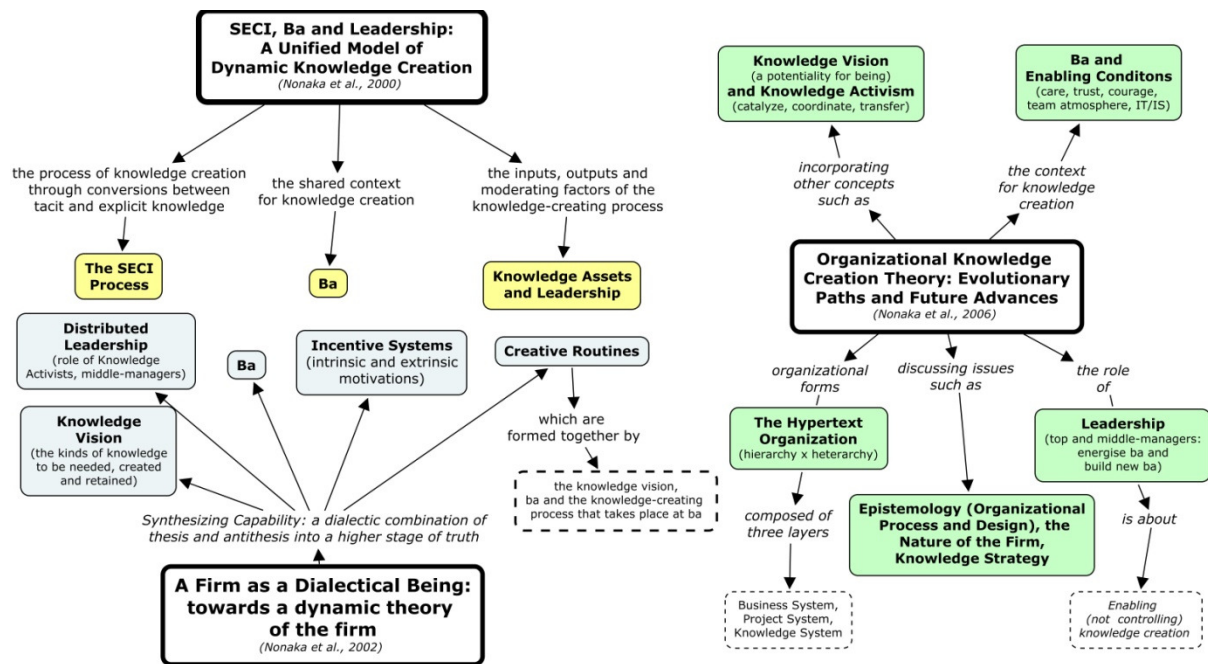 SECI, Ba and Leadership:
A Unified Model of
Dynamic Knowledge Creation
(Nonaka et al., 2000)
the process of knowledge creation
through conversions between
tacit and explicit knowledge
the shared context
for knowledge creation
the inputs, outputs and
moderating factors of the
knowledge-creating process
The SECI
Process
Ba
Knowledge Assets
and Leadership
Distributed
Leadership
(role of Knowledge
Activists, middle-managers)
Ba
Incentive Systems
(intrinsic and extrinsic
motivations)
Creative Routines
Knowledge
Vision
(the kinds of knowledge
to be needed, created
and retained)
which are
formed together by
the knowledge vision,
ba and the knowledge-creating
process that takes place at ba
Synthesizing Capability: a dialectic combination of
thesis and antithesis into a higher stage of truth
A Firm as a Dialectical Being:
towards a dynamic theory
of the firm
(Nonaka et al., 2002)
Knowledge Vision
(a potentiality for being)
and Knowledge Activism
(catalyze, coordinate, transfer)
Ba and
Enabling Conditons
(care, trust, courage,
team atmosphere, IT/IS)
incorporating
other concepts
such as
the context
for knowledge
creation
Organizational Knowledge
Creation Theory: Evolutionary
Paths and Future Advances
(Nonaka et al., 2006)
organizational
forms
discussing issues
such as
the role
of
The Hypertext
Organization
(hierarchy x heterarchy)
Leadership
(top and middle-managers:
energise ba and
build new ba)
composed of
three layers
Epistemology (Organizational
Process and Design), the
Nature of the Firm,
Knowledge Strategy
is about
Business System,
Project System,
Knowledge System
Enabling
(not controlling)
knowledge creation